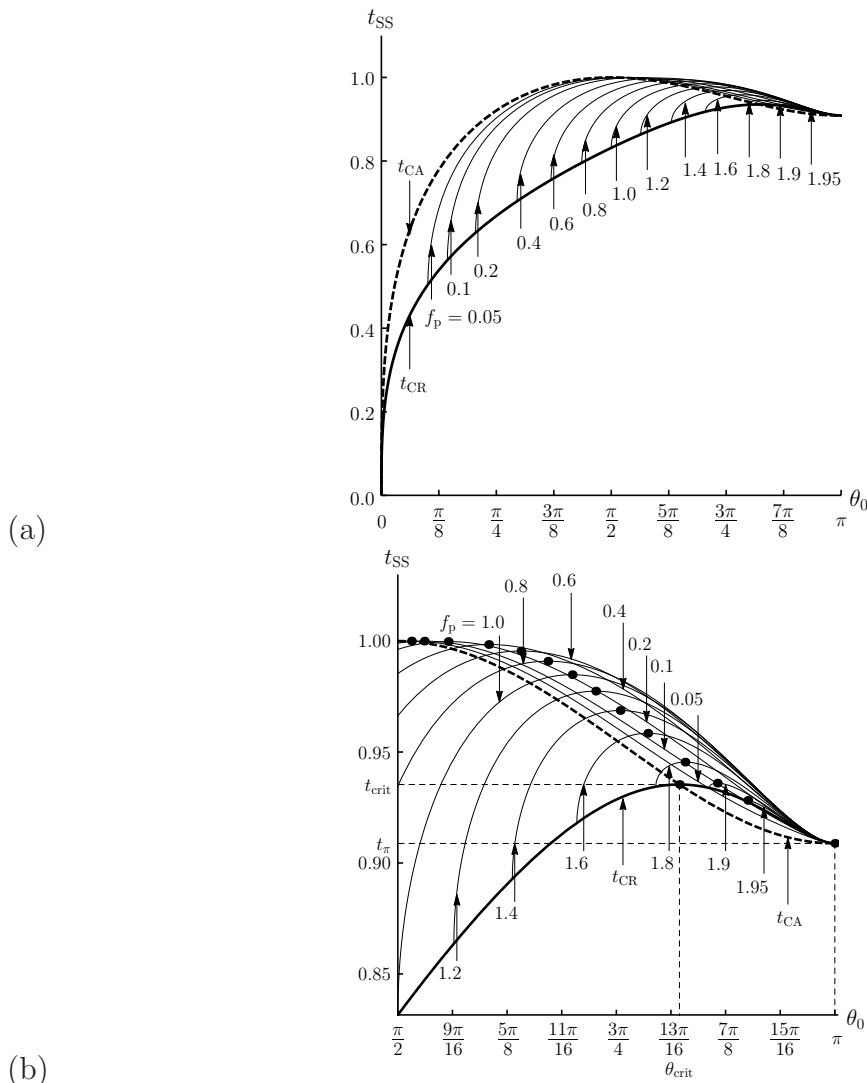 t_SS
1.0
0.8
0.6
0.4
0.2
0.0
t_CA
t_CR
f_p = 0.05
0.1
0.2
0.4
0.6
0.8
1.0
1.2
1.4
1.6
1.8
1.9
1.95
0
π/8
π/4
3π/8
π/2
5π/8
3π/4
7π/8
π
θ_0
(a)
t_SS
1.00
0.95
t_crit
t_π
0.90
0.85
f_p = 1.0
0.8
0.6
0.4
0.2
0.1
0.05
1.2
1.4
1.6
t_CR
1.8
1.9
1.95
t_CA
π/2
9π/16
5π/8
11π/16
3π/4
13π/16
7π/8
15π/16
π
θ_0
θ_crit
(b)